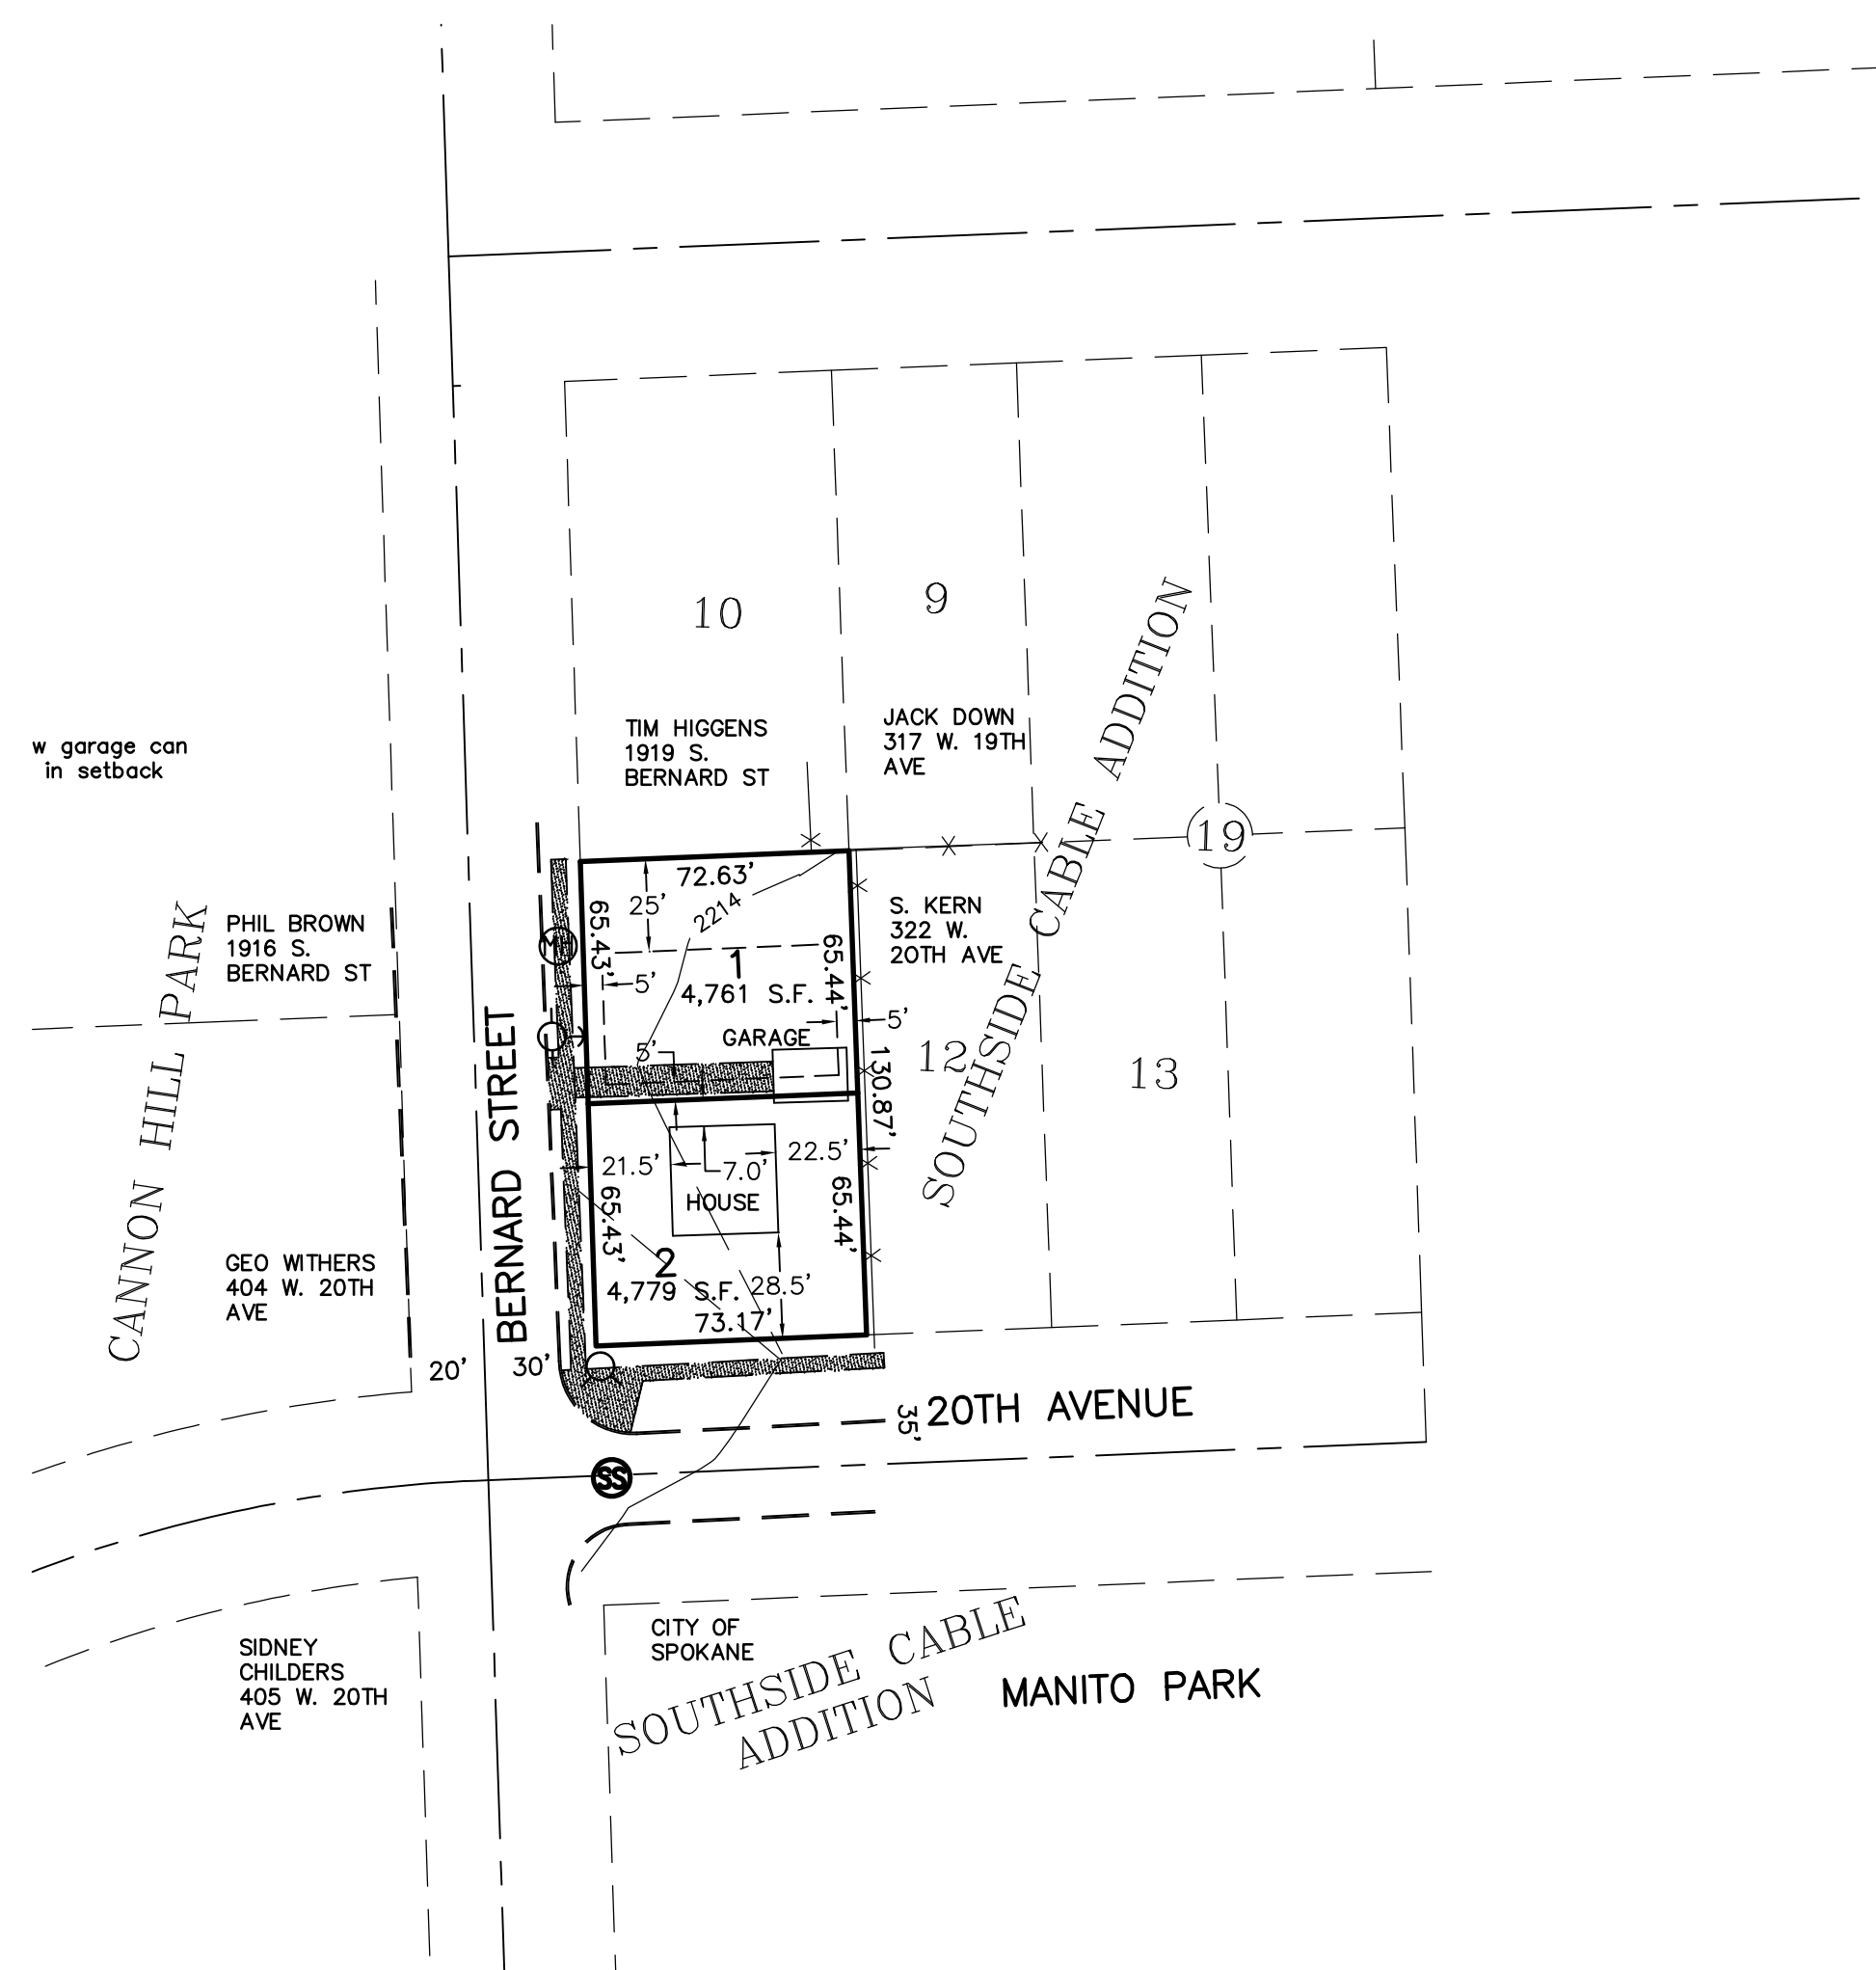 10
9
TIM HIGGENS
1919 S.
BERNARD ST
JACK DOWN
317 W. 19TH
AVE
SOUTHSIDE CABLE ADDITION
w garage can
in setback
19
72.63'
25'
2214
65.43'
65.44'
MH
1
4,761 S.F.
5'
5'
GARAGE
5'
S. KERN
322 W.
20TH AVE
PHIL BROWN
1916 S.
BERNARD ST
CANNON HILL PARK
BERNARD STREET
12
13
130.87'
21.5'
7.0'
22.5'
HOUSE
65.43'
65.44'
2
4,779 S.F.
28.5'
73.17'
GEO WITHERS
404 W. 20TH
AVE
20'
30'
35'
20TH AVENUE
SS
CITY OF
SPOKANE
SIDNEY
CHILDERS
405 W. 20TH
AVE
SOUTHSIDE CABLE
ADDITION
MANITO PARK